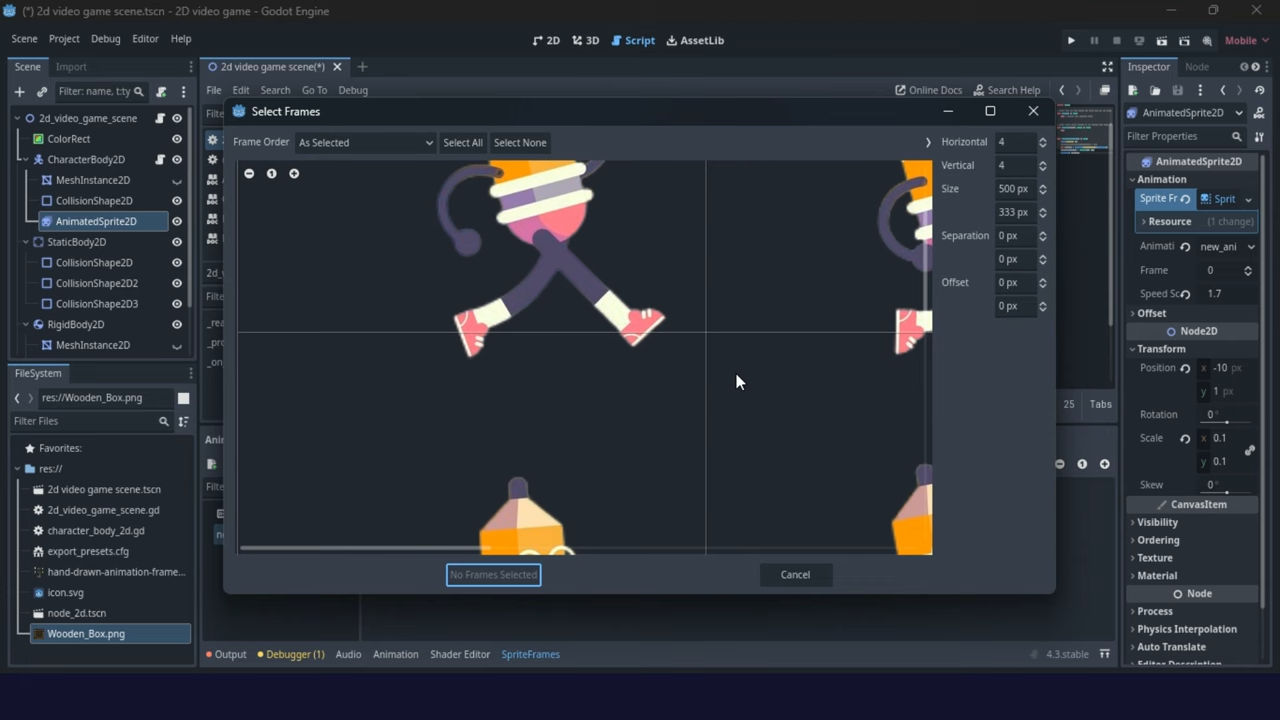 (*) 2d video game scene.tscn - 2D video game - Godot Engine
Scene Project Debug Editor Help
2D 3D Script AssetLib
Mobile
Scene Import
2d video game scene(*)
Inspector Node
Filter: name, t:ty
File Edit Search Go To Debug
Online Docs Search Help
2d_video_game_scene
ColorRect
CharacterBody2D
MeshInstance2D
CollisionShape2D
AnimatedSprite2D
StaticBody2D
CollisionShape2D
CollisionShape2D2
CollisionShape2D3
RigidBody2D
MeshInstance2D
FileSystem
res://Wooden_Box.png
Filter Files
Favorites:
res://
2d video game scene.tscn
2d_video_game_scene.gd
character_body_2d.gd
export_presets.cfg
hand-drawn-animation-frame...
icon.svg
node_2d.tscn
Wooden_Box.png
Select Frames
Frame Order As Selected Select All Select None
Horizontal 4
Vertical 4
Size 500 px
333 px
Separation 0 px
0 px
Offset 0 px
0 px
No Frames Selected Cancel
25 Tabs
Output Debugger (1) Audio Animation Shader Editor SpriteFrames
4.3.stable
AnimatedSprite2D
Filter Properties
AnimatedSprite2D
Animation
Sprite Fr Sprit
Resource (1 change)
Animati new_ani
Frame 0
Speed Sc 1.7
Offset
Node2D
Transform
Position x -10 px
y 1 px
Rotation 0°
Scale x 0.1
y 0.1
Skew 0°
CanvasItem
Visibility
Ordering
Texture
Material
Node
Process
Physics Interpolation
Auto Translate
Editor Description